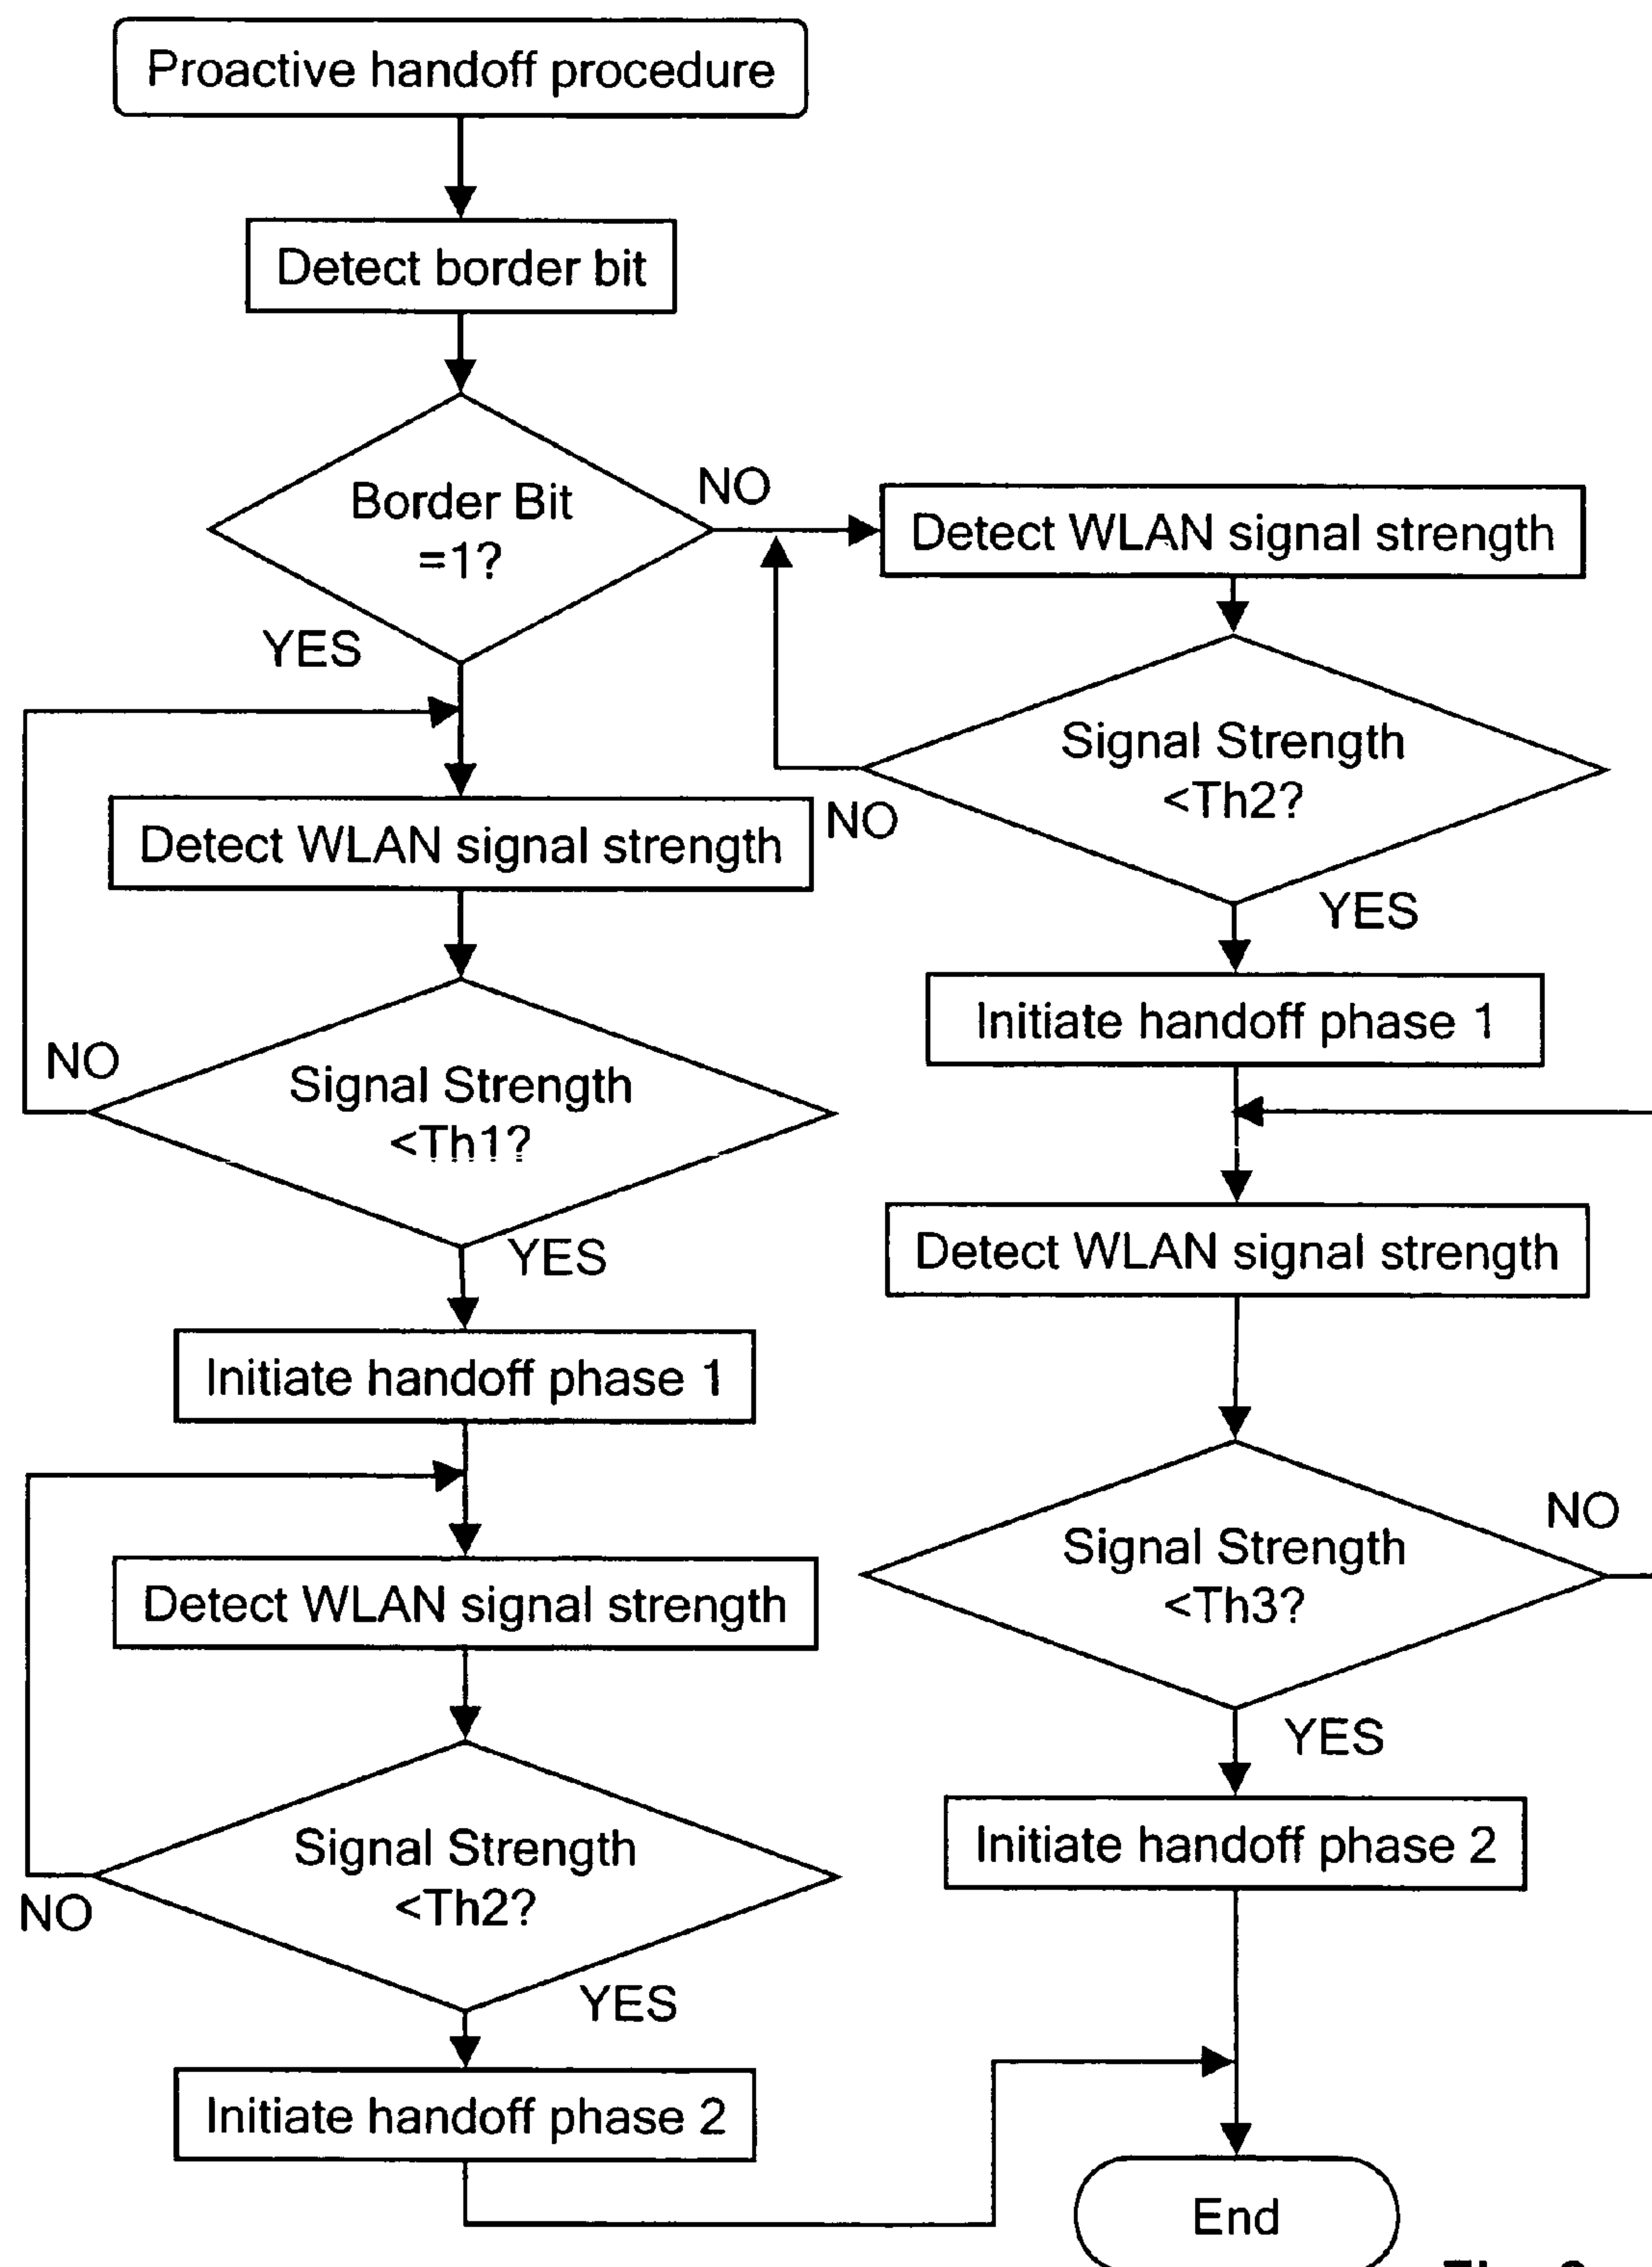 Proactive handoff procedure
Detect border bit
Border Bit
=1?
NO
YES
Detect WLAN signal strength
Signal Strength
<Th1?
NO
YES
Initiate handoff phase 1
Detect WLAN signal strength
Signal Strength
<Th2?
NO
YES
Initiate handoff phase 2
Detect WLAN signal strength
Signal Strength
<Th2?
NO
YES
Initiate handoff phase 1
Detect WLAN signal strength
Signal Strength
<Th3?
NO
YES
Initiate handoff phase 2
End